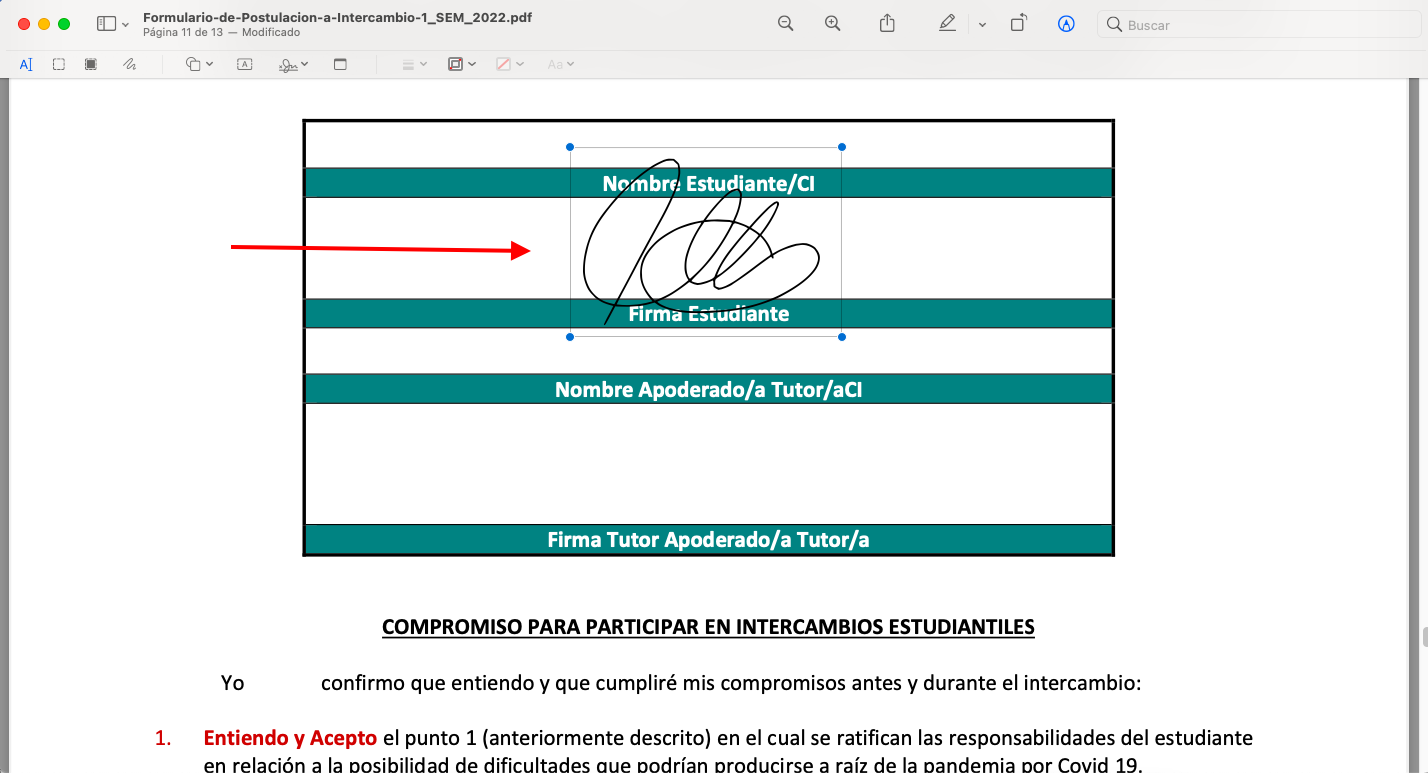 Formulario-de-Postulacion-a-Intercambio-1_SEM_2022.pdf
Página 11 de 13 — Modificado
Buscar
A
A
Aa
Nombre Estudiante/CI
Firma Estudiante
Nombre Apoderado/a Tutor/aCI
Firma Tutor Apoderado/a Tutor/a
COMPROMISO PARA PARTICIPAR EN INTERCAMBIOS ESTUDIANTILES
Yo confirmo que entiendo y que cumpliré mis compromisos antes y durante el intercambio:
1. Entiendo y Acepto el punto 1 (anteriormente descrito) en el cual se ratifican las responsabilidades del estudiante
en relación a la posibilidad de dificultades que podrían producirse a raíz de la pandemia por Covid 19.